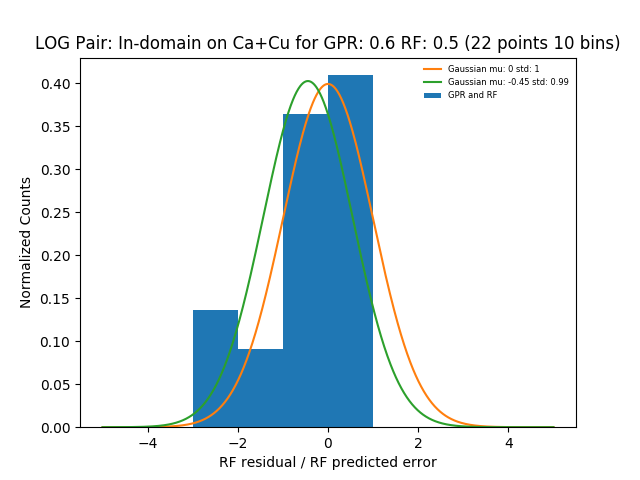 LOG Pair: In-domain on Ca+Cu for GPR: 0.6 RF: 0.5 (22 points 10 bins)
Gaussian mu: 0 std: 1
Gaussian mu: -0.45 std: 0.99
GPR and RF
Normalized Counts
0.40
0.35
0.30
0.25
0.20
0.15
0.10
0.05
0.00
−4
−2
0
2
4
RF residual / RF predicted error